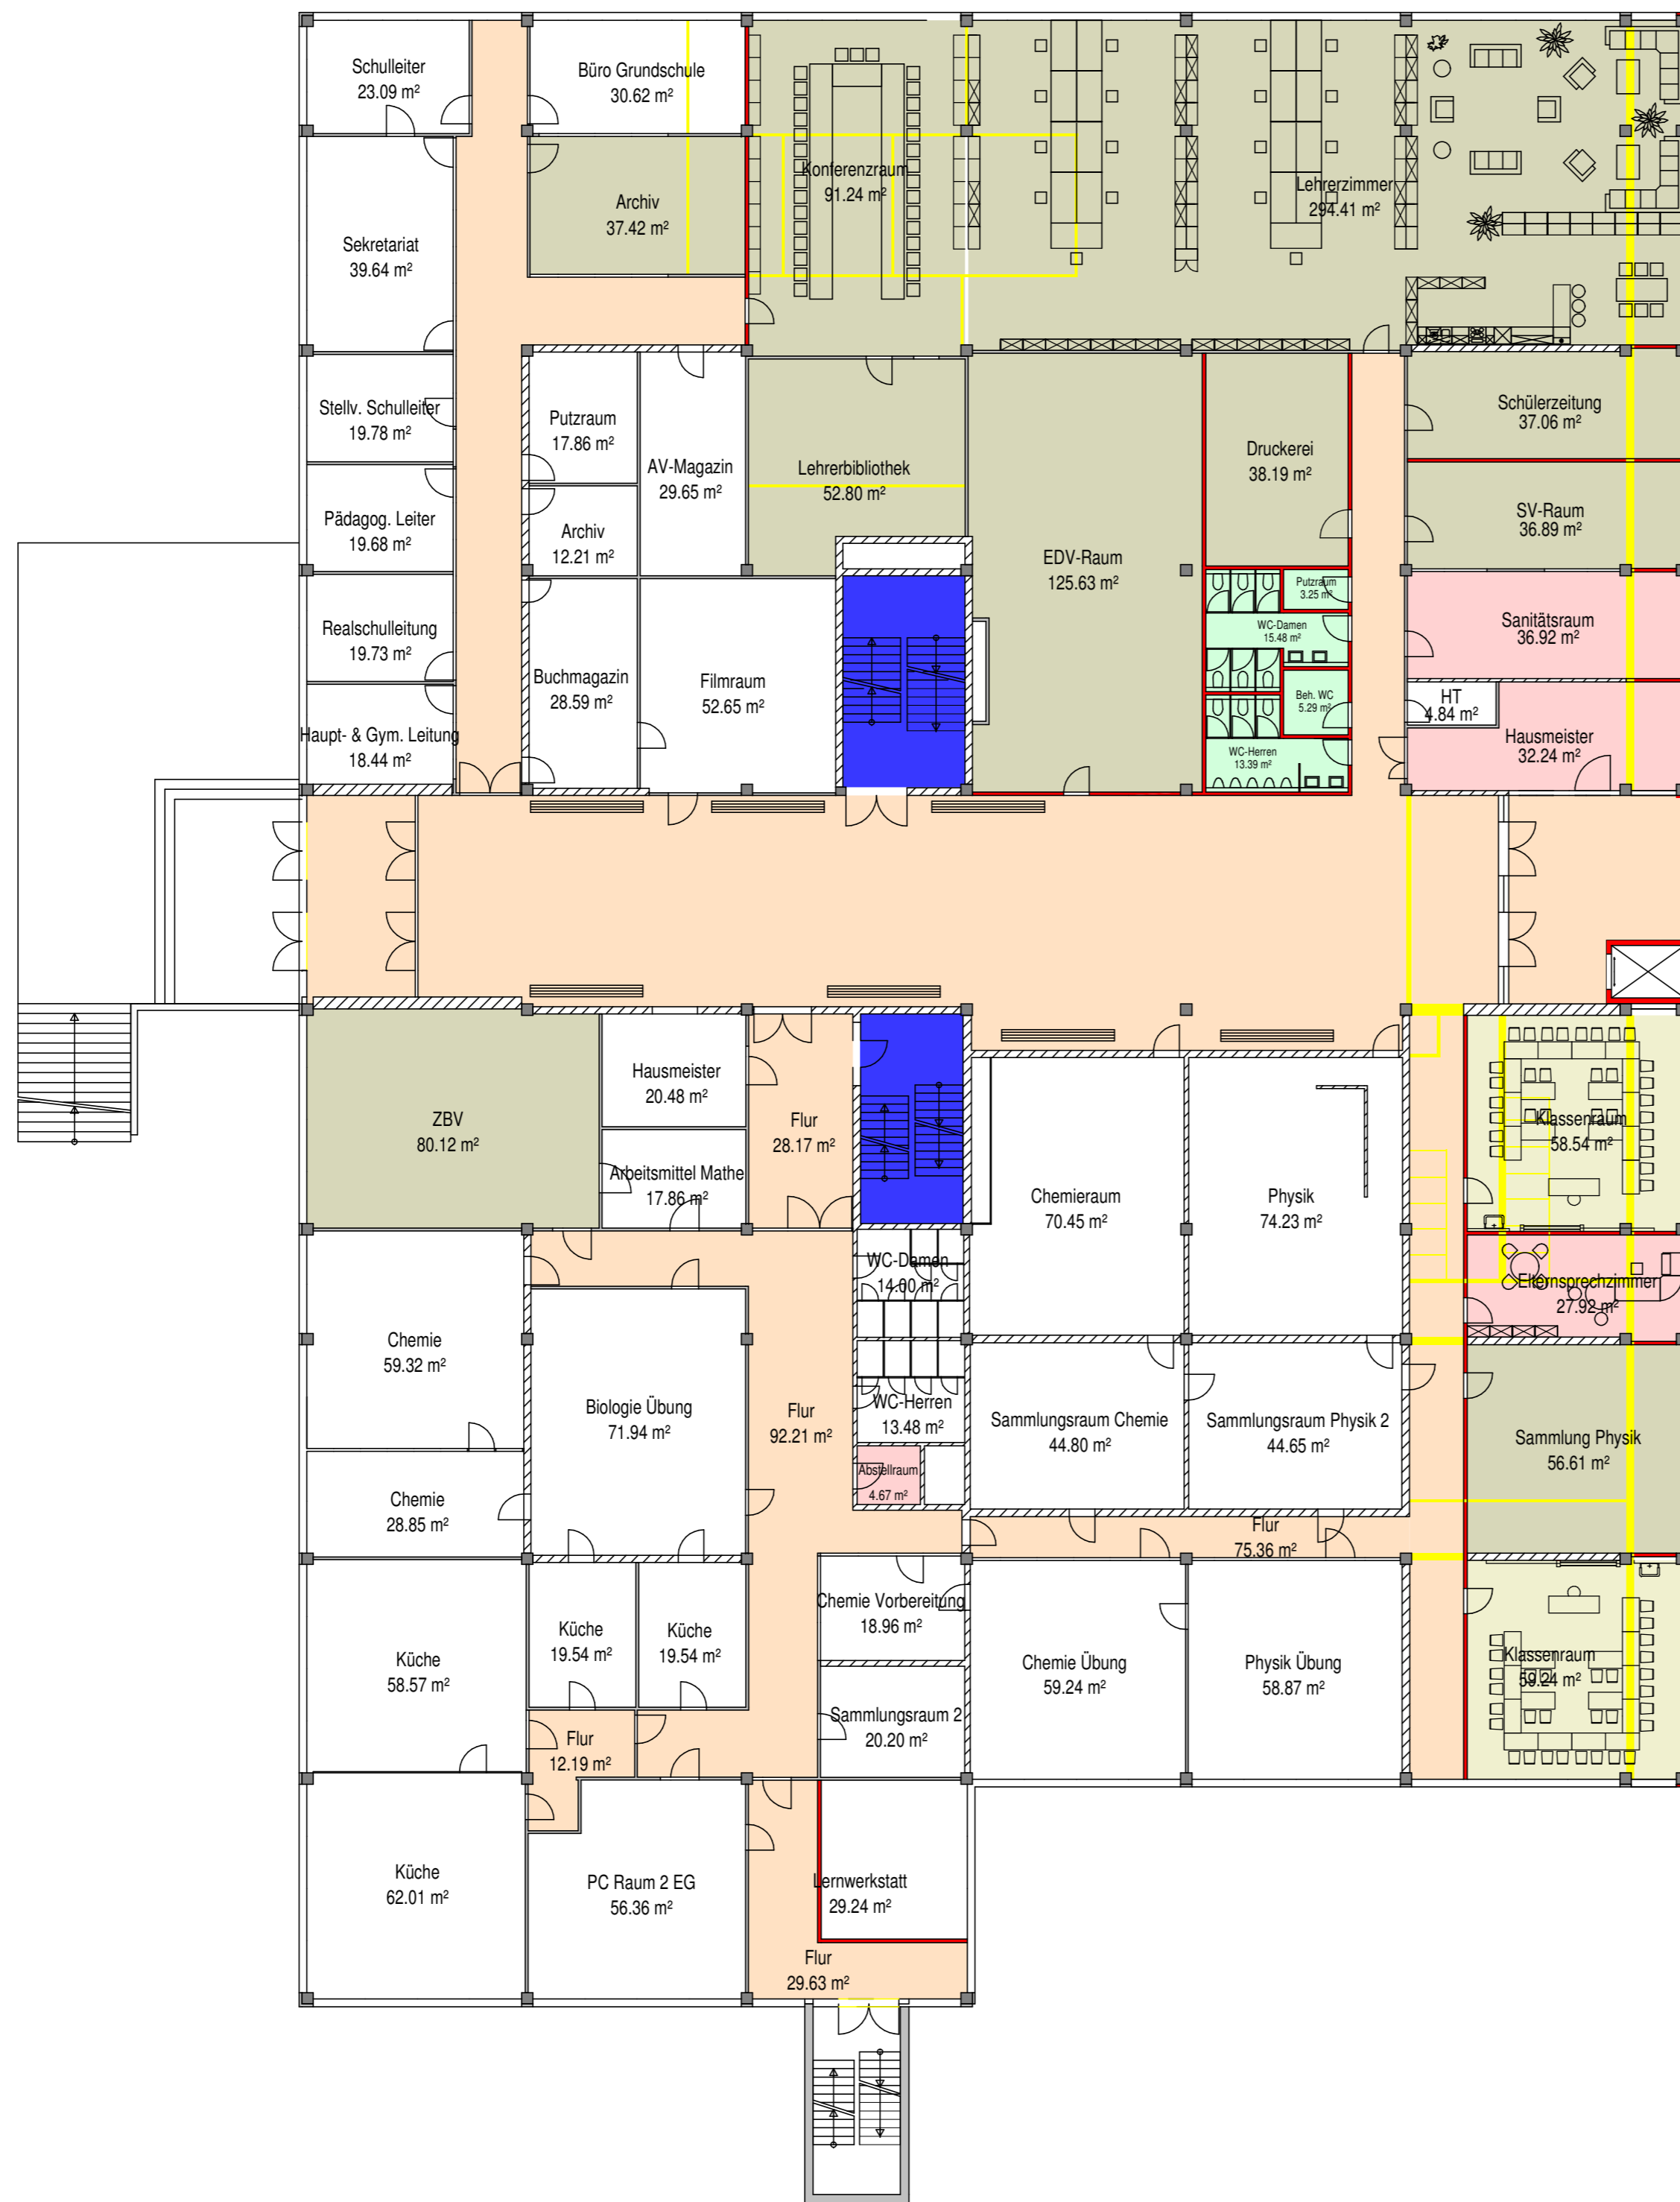 Schulleiter
23.09 m²
Büro Grundschule
30.62 m²
Archiv
37.42 m²
Konferenzraum
91.24 m²
Lehrerzimmer
294.41 m²
Sekretariat
39.64 m²
Stellv. Schulleiter
19.78 m²
Putzraum
17.86 m²
AV-Magazin
29.65 m²
Lehrerbibliothek
52.80 m²
Druckerei
38.19 m²
Schülerzeitung
37.06 m²
Pädagog. Leiter
19.68 m²
Archiv
12.21 m²
EDV-Raum
125.63 m²
SV-Raum
36.89 m²
Putzraum
3.25 m²
WC-Damen
15.48 m²
Sanitätsraum
36.92 m²
Realschulleitung
19.73 m²
Buchmagazin
28.59 m²
Filmraum
52.65 m²
Beh. WC
5.29 m²
HT
4.84 m²
Haupt- & Gym. Leitung
18.44 m²
WC-Herren
13.39 m²
Hausmeister
32.24 m²
ZBV
80.12 m²
Hausmeister
20.48 m²
Flur
28.17 m²
Klassenraum
58.54 m²
Arbeitsmittel Mathe
17.86 m²
Chemieraum
70.45 m²
Physik
74.23 m²
WC-Damen
14.00 m²
Elternsprechzimmer
27.92 m²
Chemie
59.32 m²
Biologie Übung
71.94 m²
Flur
92.21 m²
WC-Herren
13.48 m²
Sammlungsraum Chemie
44.80 m²
Sammlungsraum Physik 2
44.65 m²
Sammlung Physik
56.61 m²
Abstellraum
4.67 m²
Chemie
28.85 m²
Flur
75.36 m²
Chemie Vorbereitung
18.96 m²
Küche
58.57 m²
Küche
19.54 m²
Küche
19.54 m²
Chemie Übung
59.24 m²
Physik Übung
58.87 m²
Klassenraum
59.24 m²
Sammlungsraum 2
20.20 m²
Flur
12.19 m²
Küche
62.01 m²
PC Raum 2 EG
56.36 m²
Lernwerkstatt
29.24 m²
Flur
29.63 m²